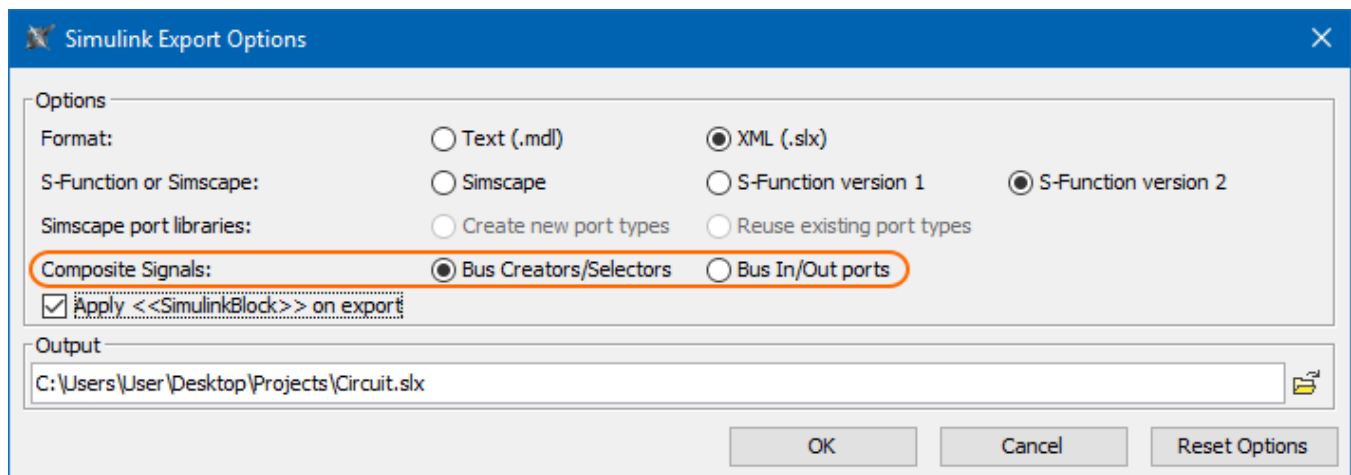 Simulink Export Options
Options
Format: Text (.mdl) XML (.slx)
S-Function or Simscape: Simscape S-Function version 1 S-Function version 2
Simscape port libraries: Create new port types Reuse existing port types
Composite Signals: Bus Creators/Selectors Bus In/Out ports
Apply <<SimulinkBlock>> on export
Output
C:\Users\User\Desktop\Projects\Circuit.slx
OK Cancel Reset Options